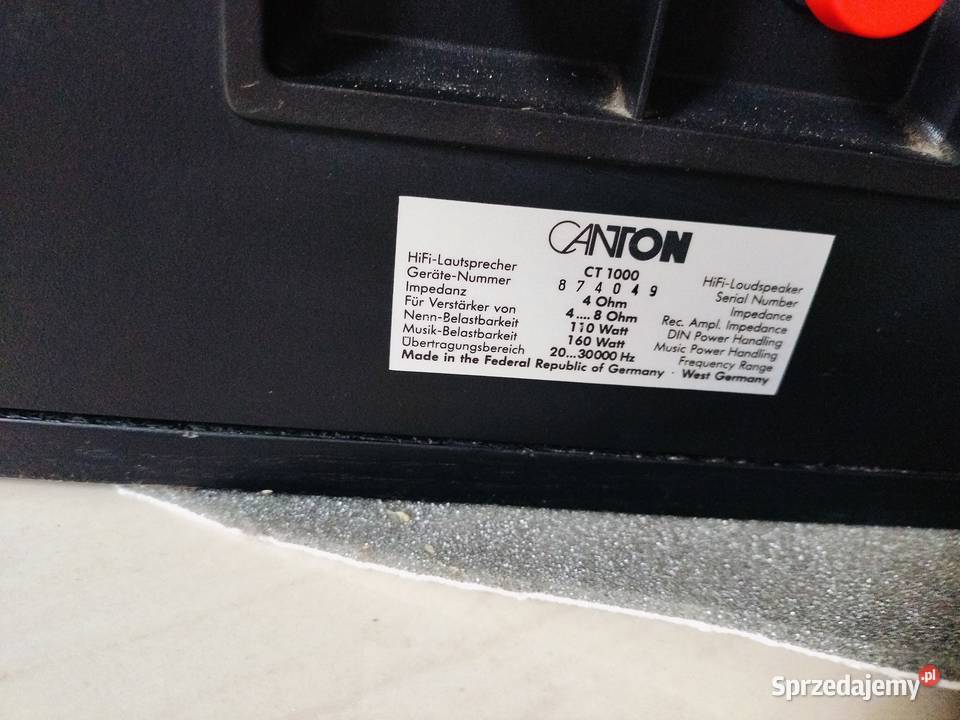 CANTON
HiFi-Lautsprecher CT 1000 HiFi-Loudspeaker
Geräte-Nummer 874049 Serial Number
Impedanz 4 Ohm Impedance
Für Verstärker von 4....8 Ohm Rec. Ampl. Impedance
Nenn-Belastbarkeit 110 Watt DIN Power Handling
Musik-Belastbarkeit 160 Watt Music Power Handling
Übertragungsbereich 20...30000 Hz Frequency Range
Made in the Federal Republic of Germany · West Germany
Sprzedajemy.pl